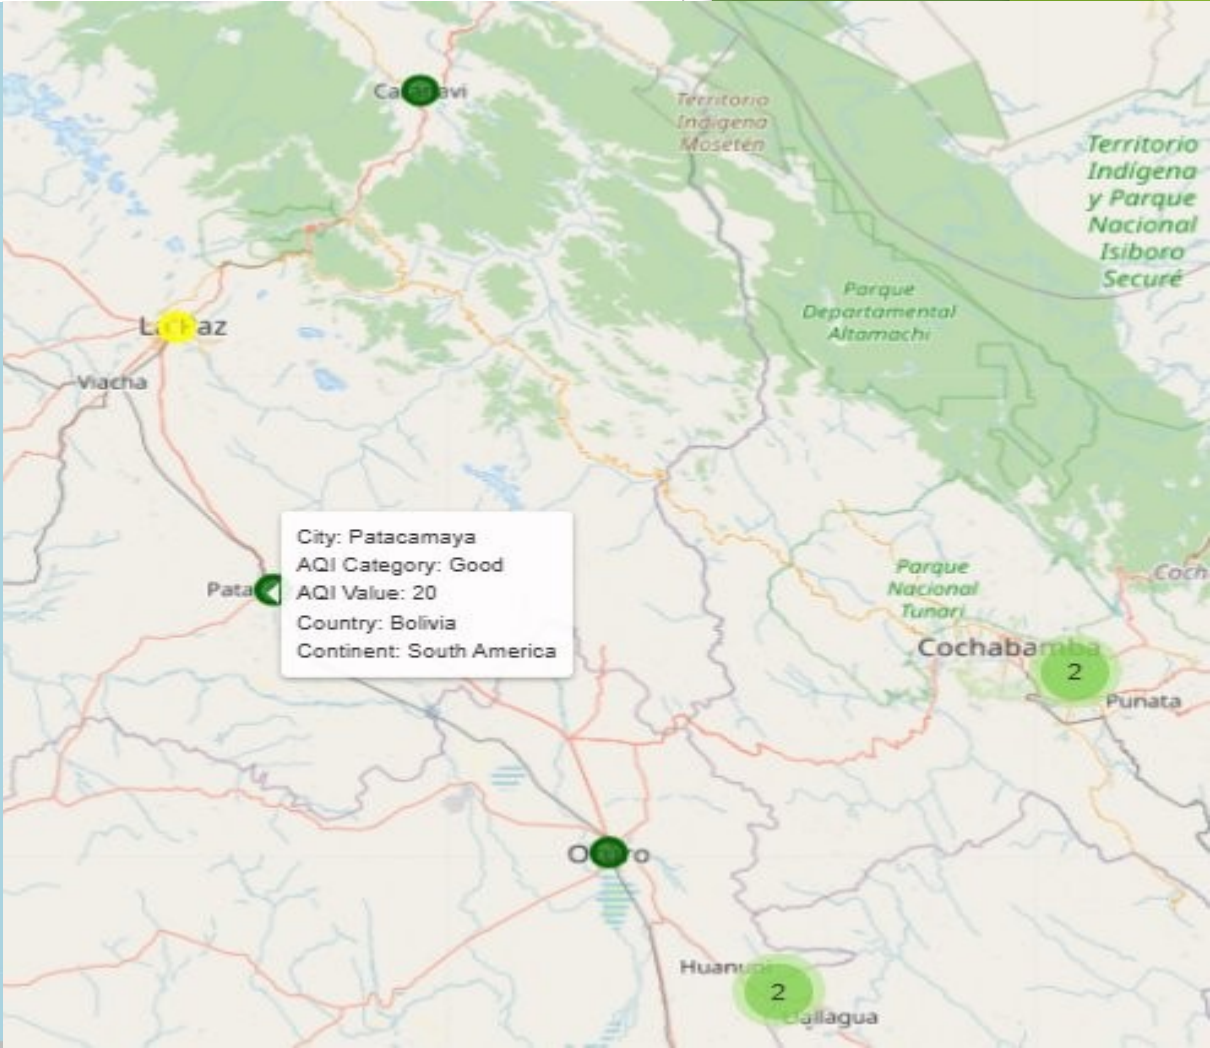 Territorio
Indígena
Mosetén
Territorio
Indígena
y Parque
Nacional
Isiboro
Securé
Parque
Departamental
Altamachi
Viacha
City: Patacamaya
AQI Category: Good
AQI Value: 20
Country: Bolivia
Continent: South America
Pata
Parque
Nacional
Tunari
Coch
Cochabamba
2
Punata
Huanuni
2